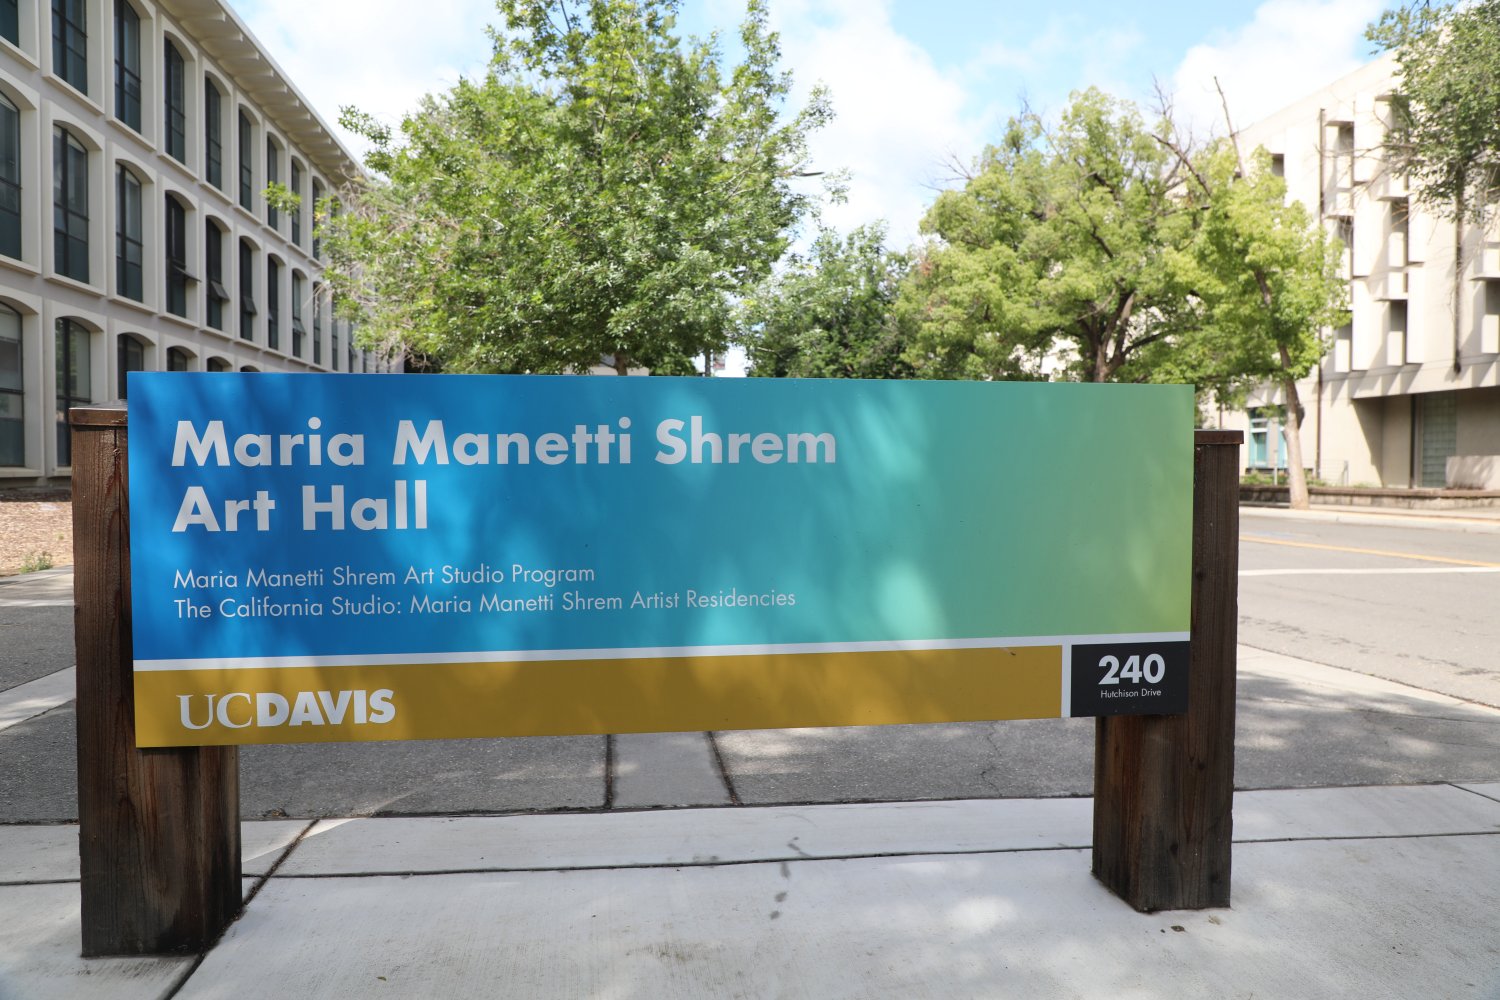 Maria Manetti Shrem
Art Hall
Maria Manetti Shrem Art Studio Program
The California Studio: Maria Manetti Shrem Artist Residencies
UCDAVIS
240
Hutchison Drive